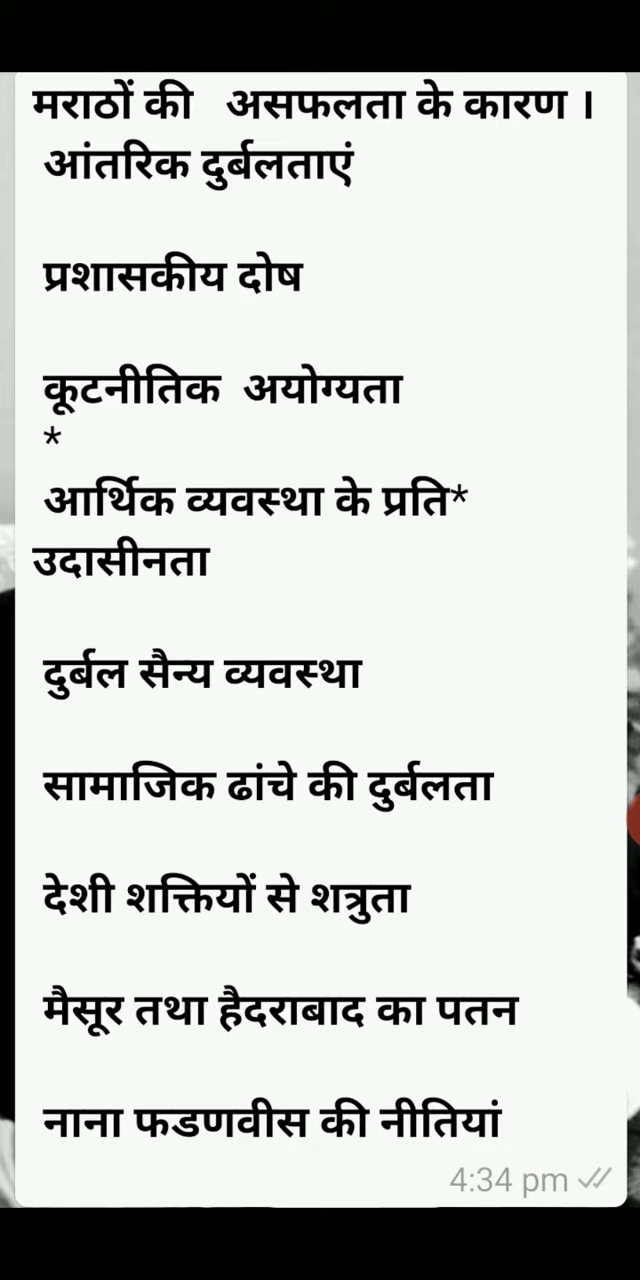 मराठों की असफलता के कारण ।
आंतरिक दुर्बलताएं
प्रशासकीय दोष
कूटनीतिक अयोग्यता
*
आर्थिक व्यवस्था के प्रति*
उदासीनता
दुर्बल सैन्य व्यवस्था
सामाजिक ढांचे की दुर्बलता
देशी शक्तियों से शत्रुता
मैसूर तथा हैदराबाद का पतन
नाना फडणवीस की नीतियां
4:34 pm